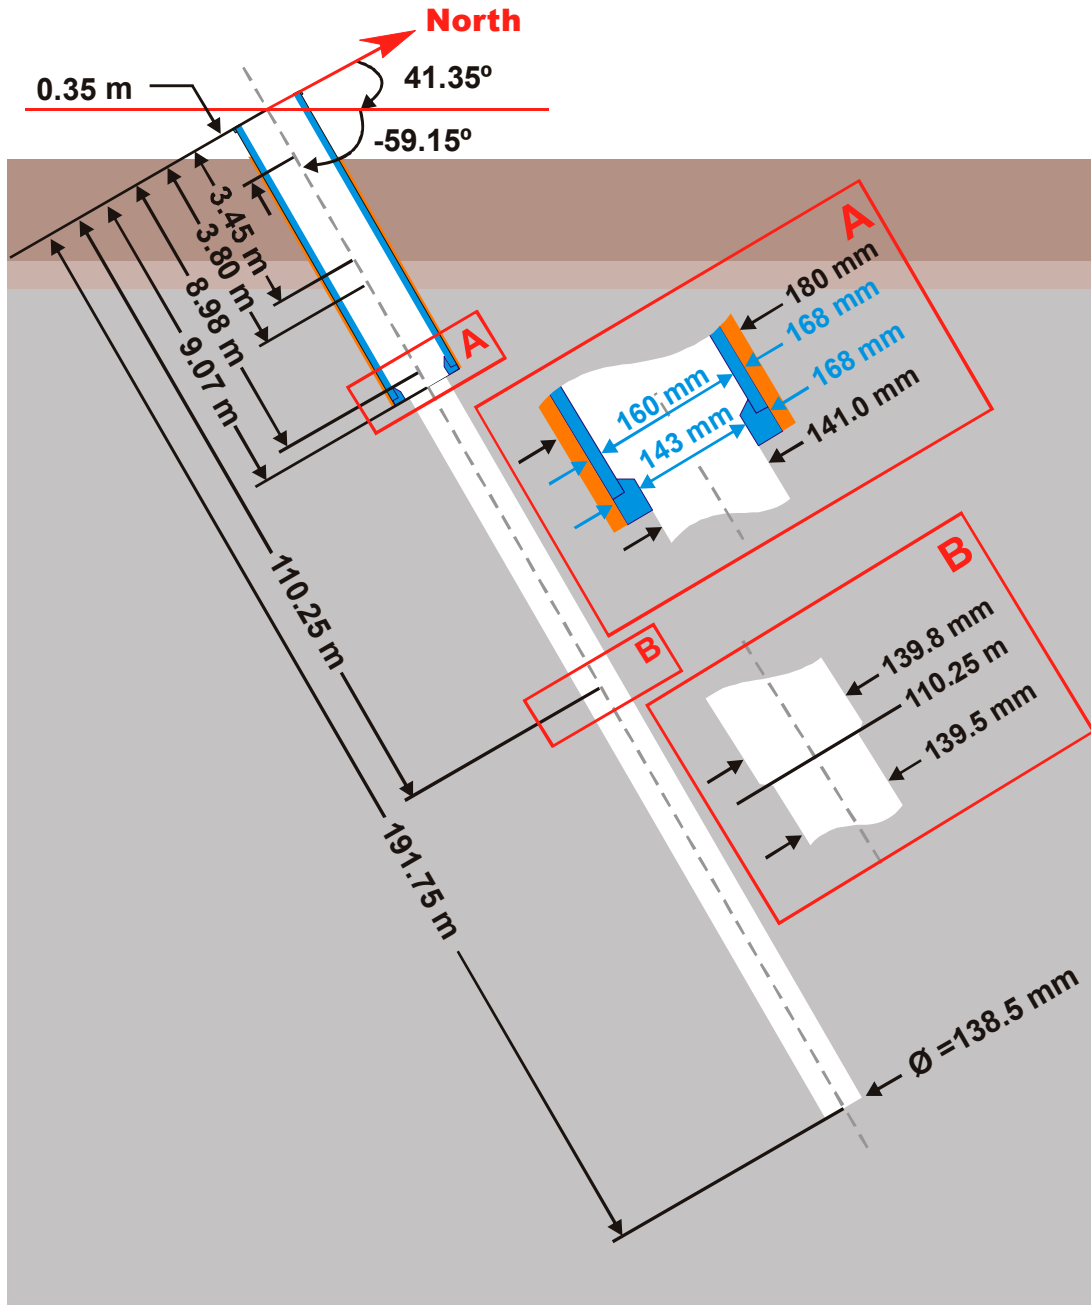 North
41.35º
0.35 m
-59.15º
3.45 m
3.80 m
8.98 m
9.07 m
110.25 m
191.75 m
A
B
A
180 mm
168 mm
168 mm
160 mm
143 mm
141.0 mm
B
139.8 mm
110.25 m
139.5 mm
Ø =138.5 mm